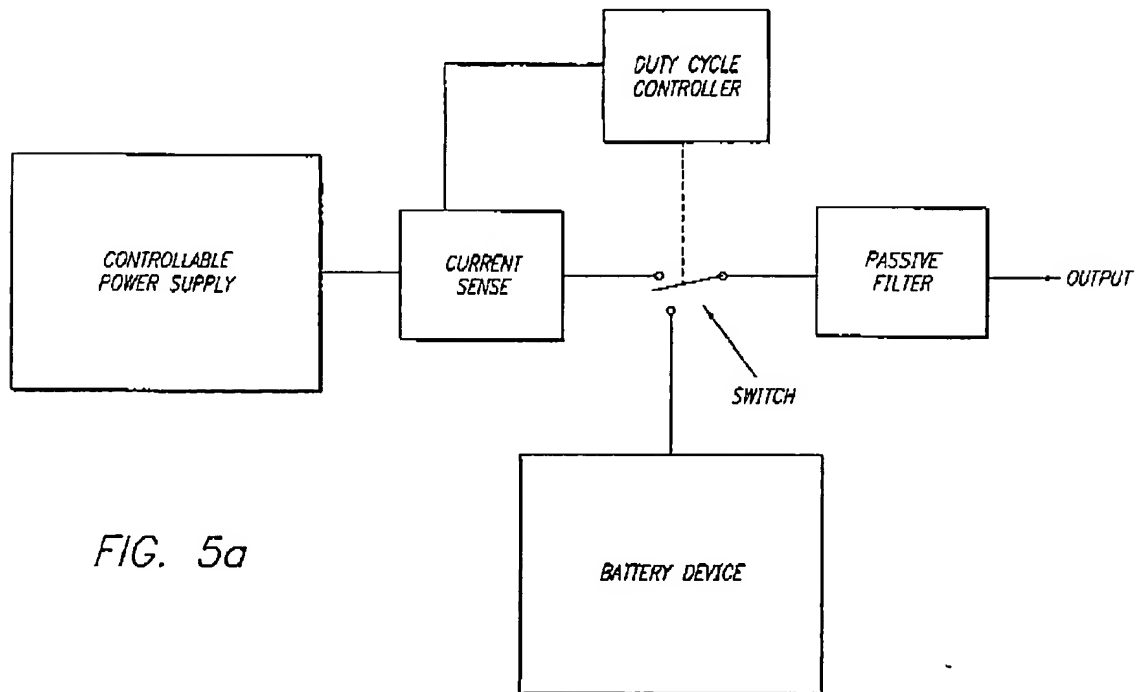 DUTY CYCLE
CONTROLLER
CONTROLLABLE
POWER SUPPLY
CURRENT
SENSE
PASSIVE
FILTER
OUTPUT
SWITCH
BATTERY DEVICE
FIG. 5a